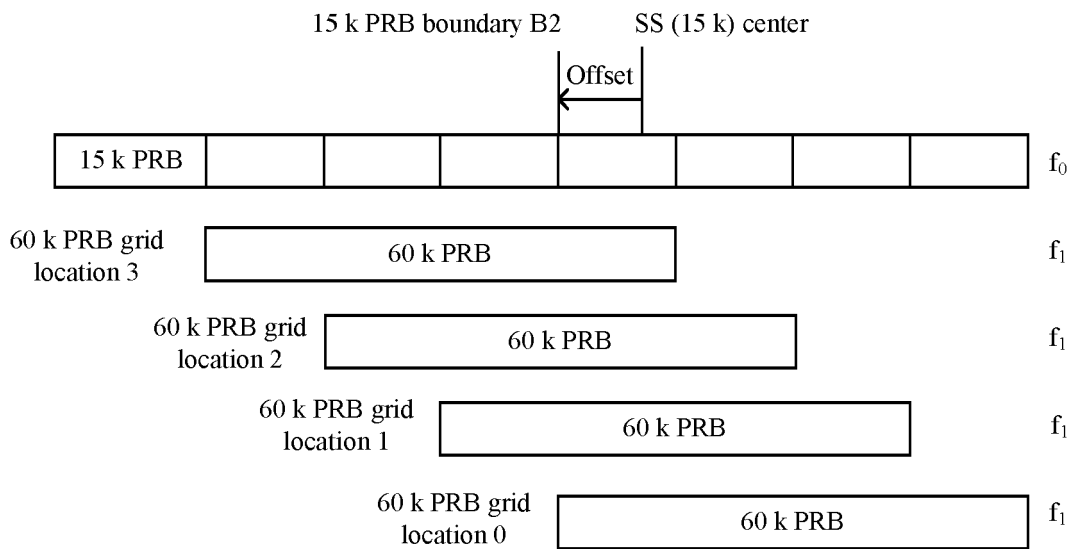 15 k PRB boundary B2
SS (15 k) center
Offset
15 k PRB
f₀
60 k PRB grid
location 3
60 k PRB
f₁
60 k PRB grid
location 2
60 k PRB
f₁
60 k PRB grid
location 1
60 k PRB
f₁
60 k PRB grid
location 0
60 k PRB
f₁